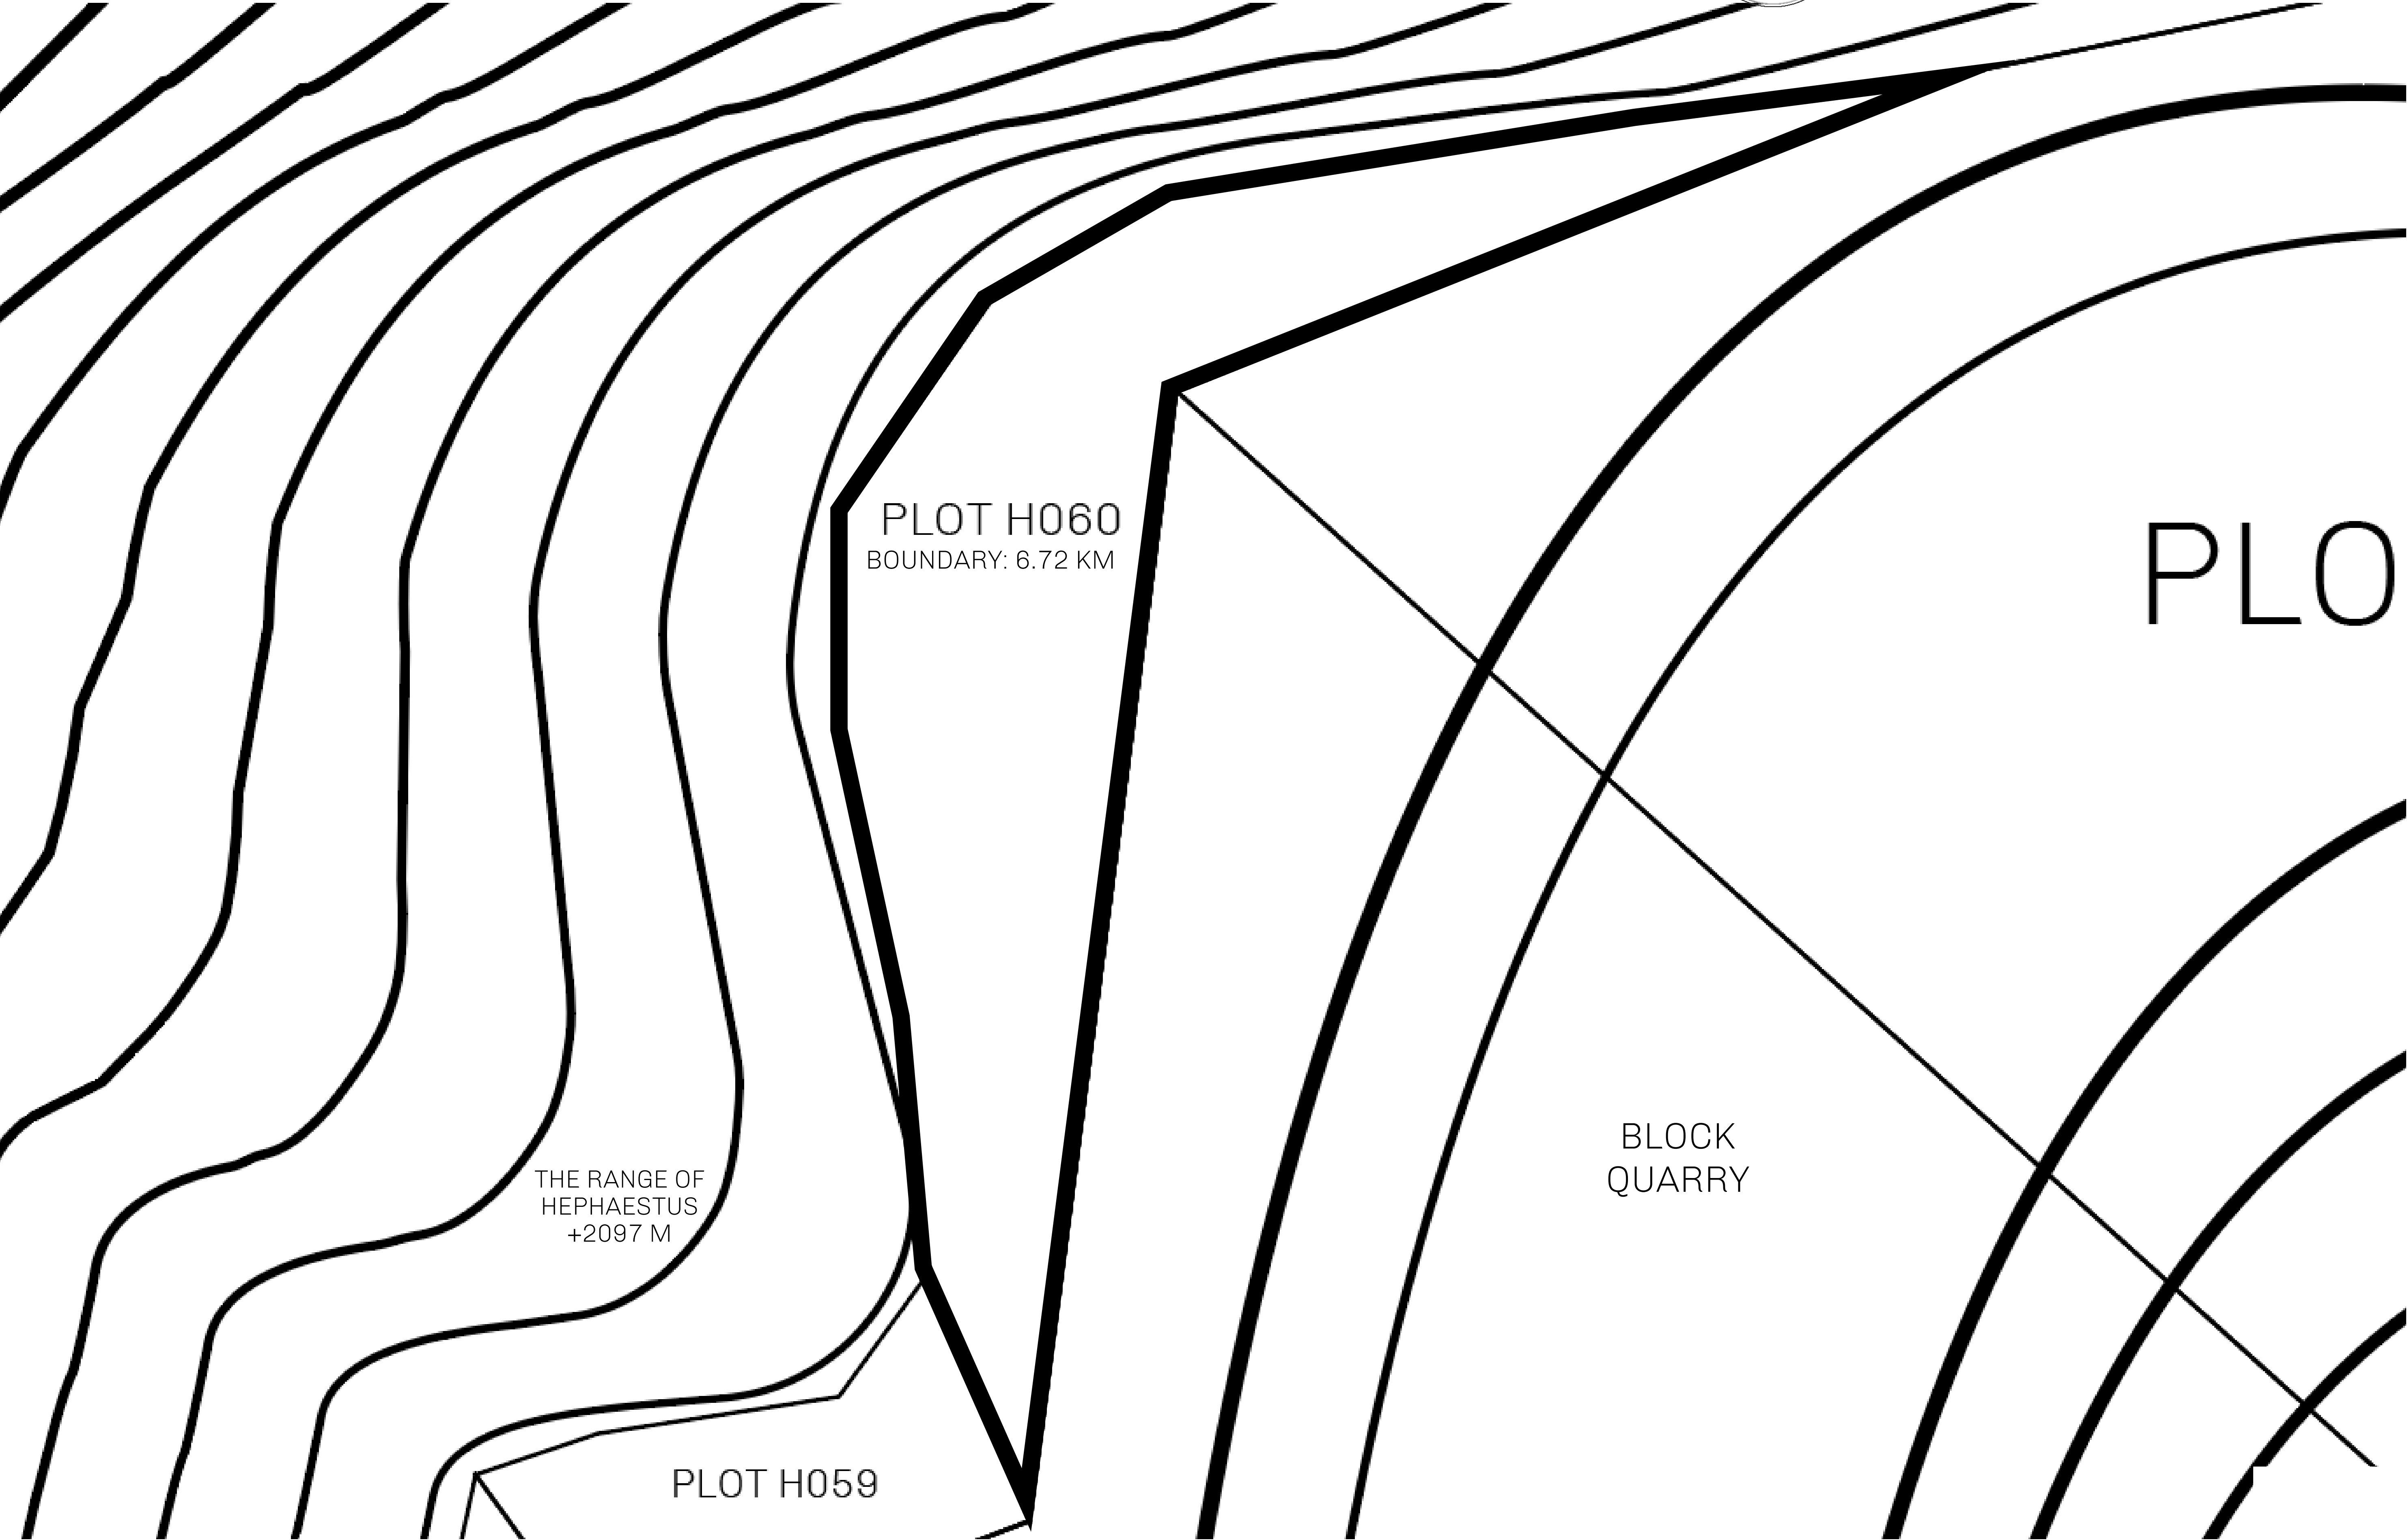 PLOT H060
BOUNDARY: 6.72 KM
PLO
BLOCK
QUARRY
THE RANGE OF
HEPHAESTUS
+2097 M
PLOT H059